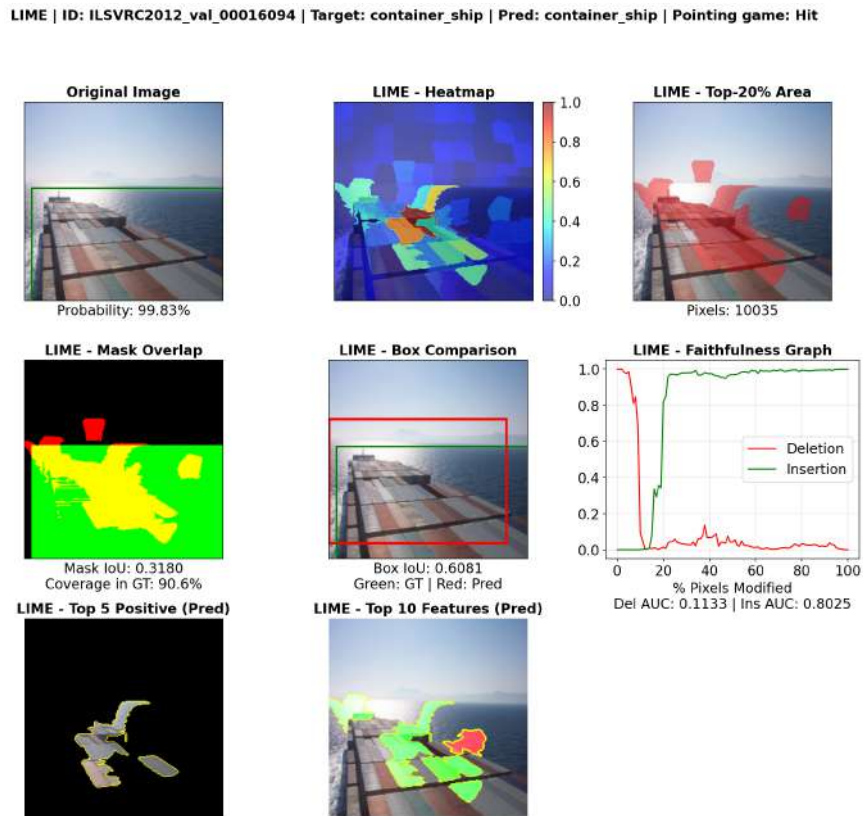 LIME | ID: ILSVRC2012_val_00016094 | Target: container_ship | Pred: container_ship | Pointing game: Hit
Original Image
Probability: 99.83%
LIME - Heatmap
1.0
0.8
0.6
0.4
0.2
0.0
LIME - Top-20% Area
Pixels: 10035
LIME - Mask Overlap
Mask IoU: 0.3180
Coverage in GT: 90.6%
LIME - Box Comparison
Box IoU: 0.6081
Green: GT | Red: Pred
LIME - Faithfulness Graph
1.0
0.8
0.6
0.4
0.2
0.0
Deletion
Insertion
0 20 40 60 80 100
% Pixels Modified
Del AUC: 0.1133 | Ins AUC: 0.8025
LIME - Top 5 Positive (Pred)
LIME - Top 10 Features (Pred)